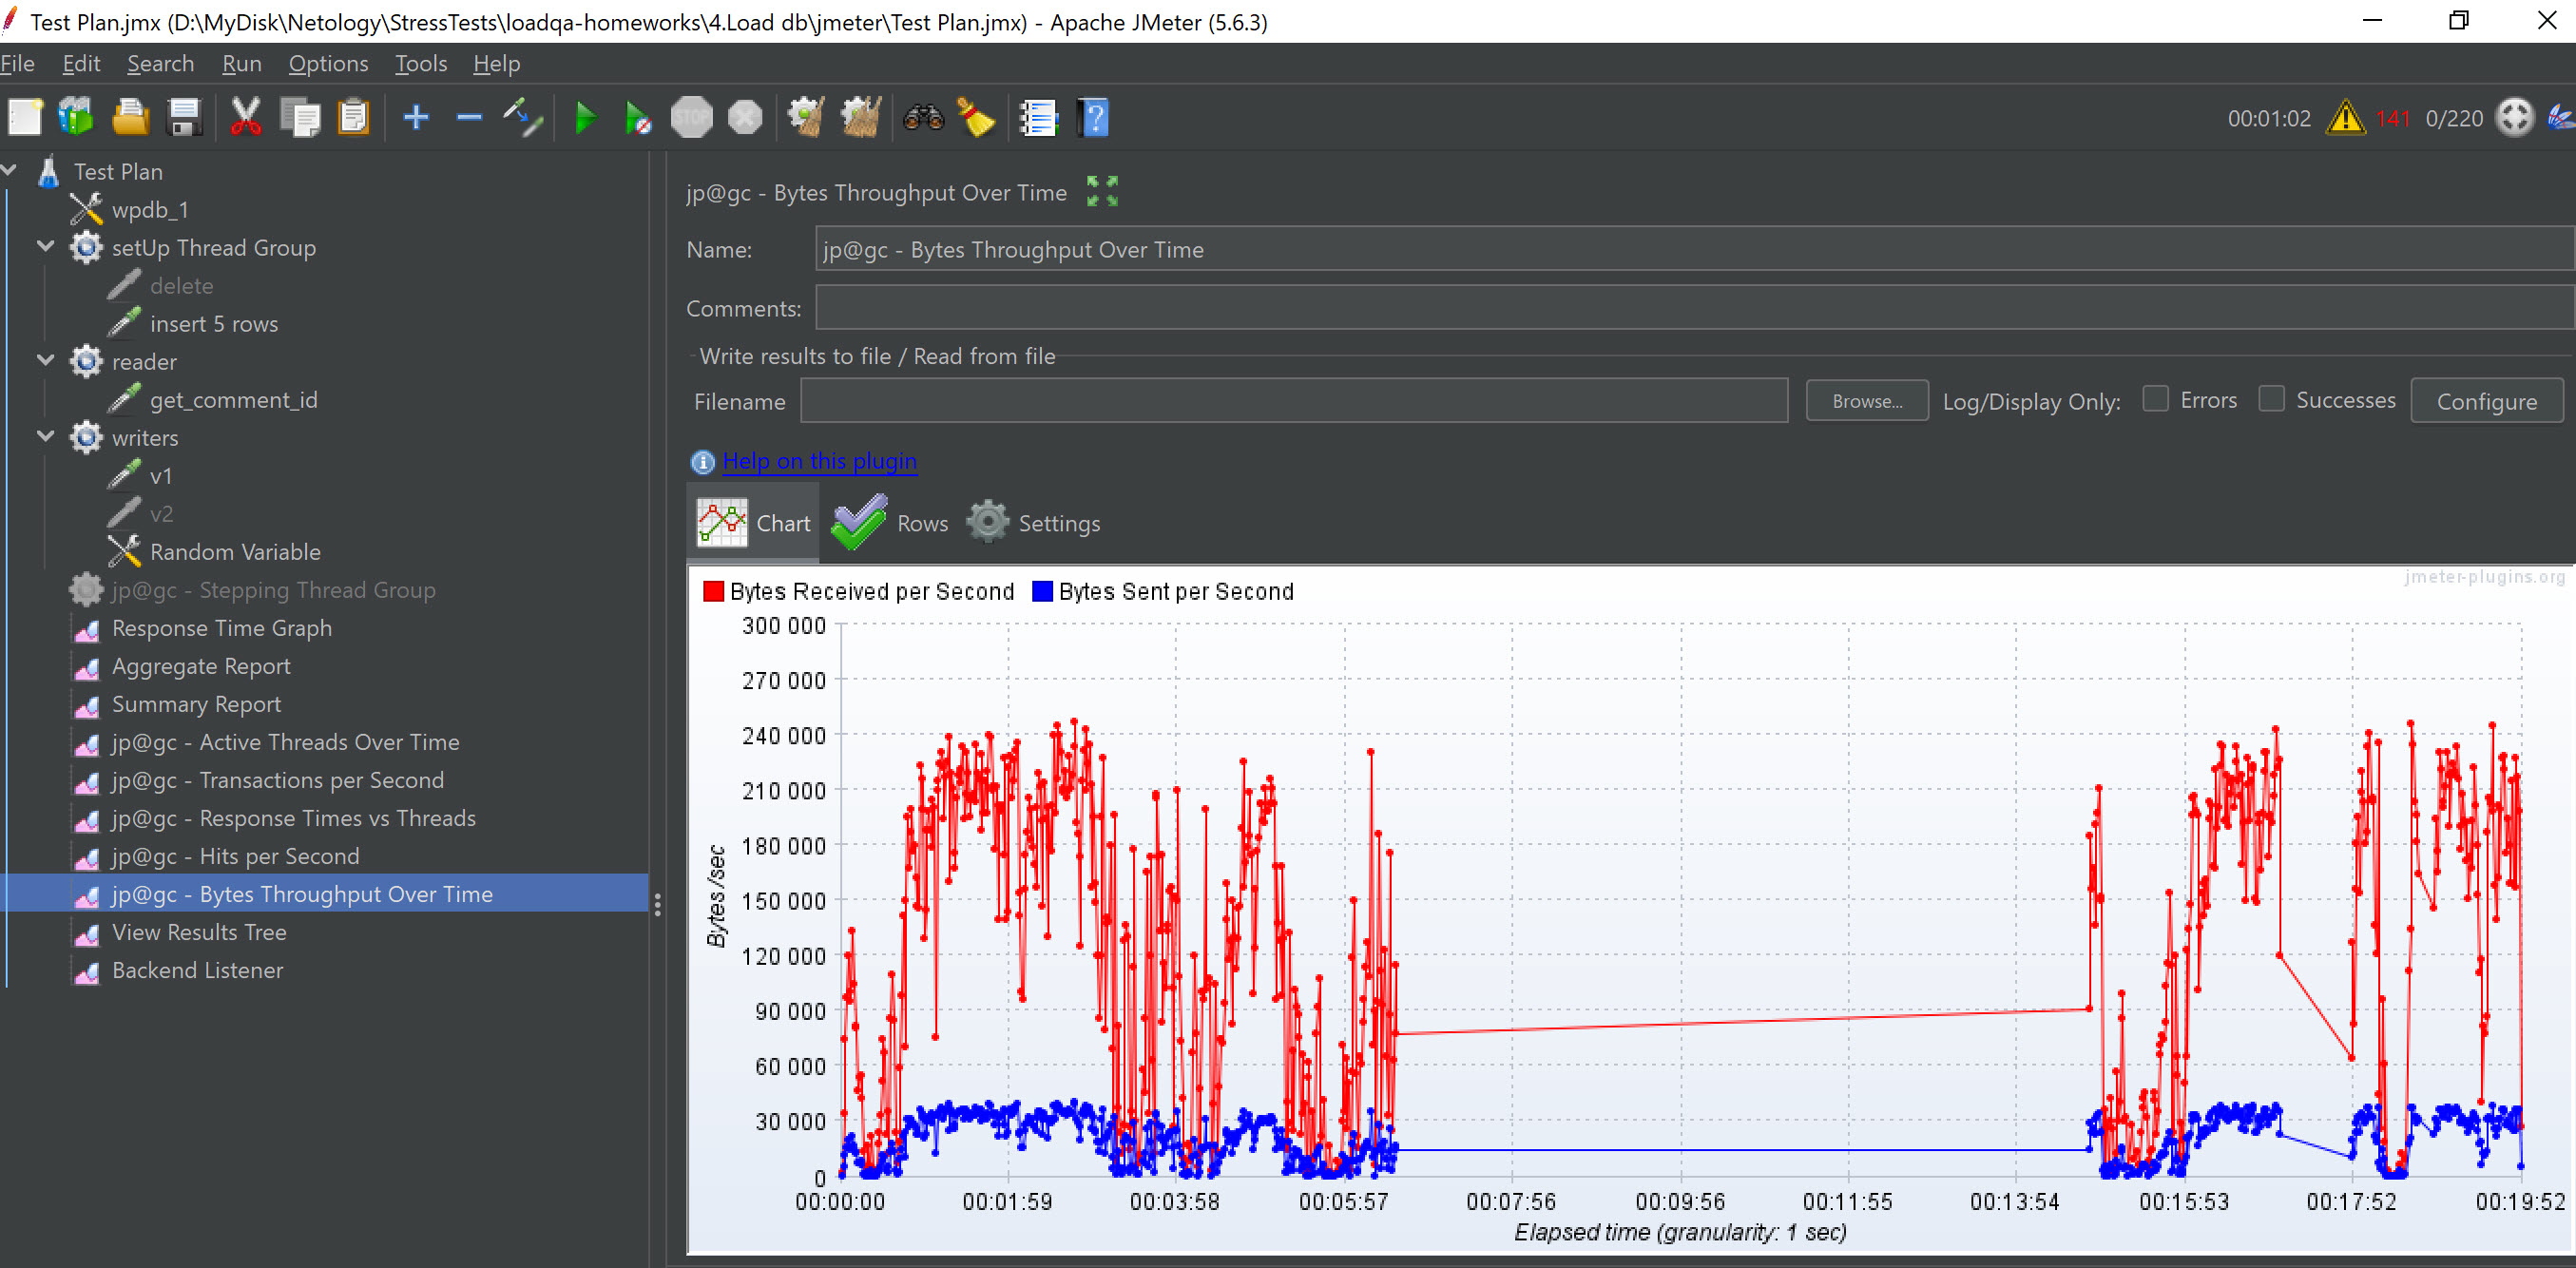 Test Plan.jmx (D:\MyDisk\Netology\StressTests\loadqa-homeworks\4.Load db\jmeter\Test Plan.jmx) - Apache JMeter (5.6.3)
File Edit Search Run Options Tools Help
STOP
00:01:02 141 0/220
Test Plan
wpdb_1
setUp Thread Group
delete
insert 5 rows
reader
get_comment_id
writers
v1
v2
Random Variable
jp@gc - Stepping Thread Group
Response Time Graph
Aggregate Report
Summary Report
jp@gc - Active Threads Over Time
jp@gc - Transactions per Second
jp@gc - Response Times vs Threads
jp@gc - Hits per Second
jp@gc - Bytes Throughput Over Time
View Results Tree
Backend Listener
jp@gc - Bytes Throughput Over Time
Name: jp@gc - Bytes Throughput Over Time
Comments:
Write results to file / Read from file
Filename Browse... Log/Display Only: Errors Successes Configure
Help on this plugin
Chart Rows Settings
jmeter-plugins.org
Bytes Received per Second Bytes Sent per Second
300 000
270 000
240 000
210 000
180 000
150 000
120 000
90 000
60 000
30 000
0
Bytes /sec
00:00:00 00:01:59 00:03:58 00:05:57 00:07:56 00:09:56 00:11:55 00:13:54 00:15:53 00:17:52 00:19:52
Elapsed time (granularity: 1 sec)